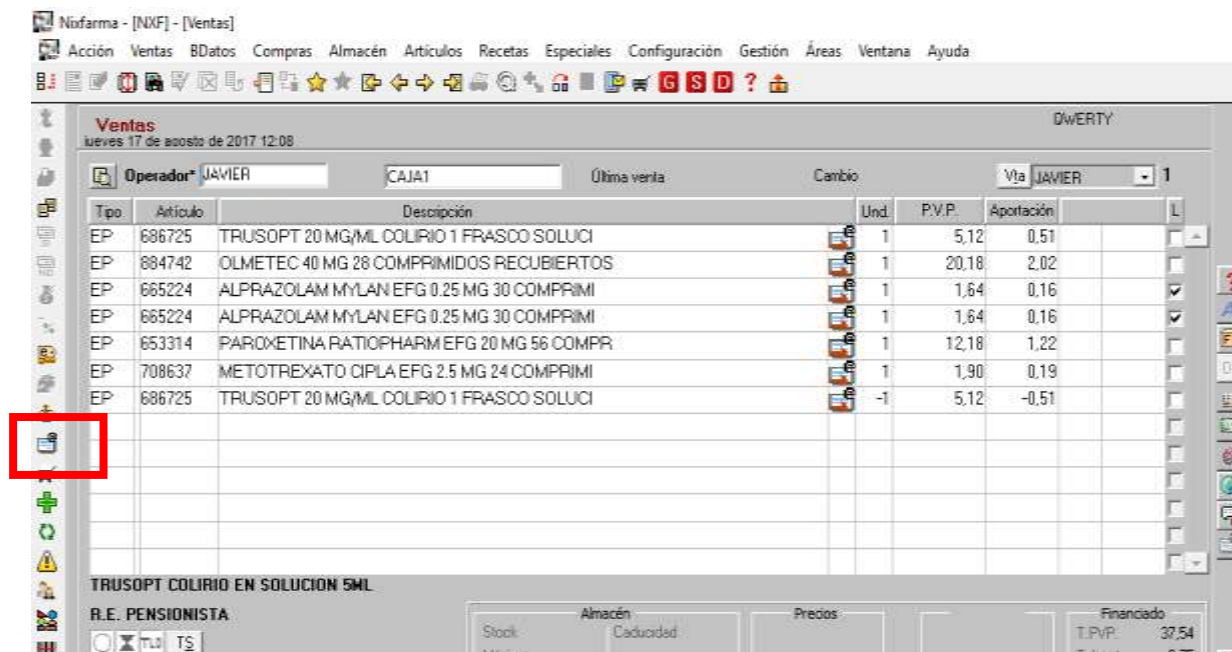 Nixfarma - [NXF] - [Ventas]
Acción Ventas BDatos Compras Almacén Artículos Recetas Especiales Configuración Gestión Áreas Ventana Ayuda
G S D ?
Ventas QWERTY
jueves 17 de agosto de 2017 12:08
Operador* JAVIER CAJA1 Última venta Cambio Vta JAVIER 1
Tipo Artículo Descripción Und. P.V.P. Aportación L
EP 686725 TRUSOPT 20 MG/ML COLIRIO 1 FRASCO SOLUCI 1 5,12 0,51
EP 884742 OLMETEC 40 MG 28 COMPRIMIDOS RECUBIERTOS 1 20,18 2,02
EP 665224 ALPRAZOLAM MYLAN EFG 0.25 MG 30 COMPRIMI 1 1,64 0,16
EP 665224 ALPRAZOLAM MYLAN EFG 0.25 MG 30 COMPRIMI 1 1,64 0,16
EP 653314 PAROXETINA RATIOPHARM EFG 20 MG 56 COMPR 1 12,18 1,22
EP 708637 METOTREXATO CIPLA EFG 2.5 MG 24 COMPRIMI 1 1,90 0,19
EP 686725 TRUSOPT 20 MG/ML COLIRIO 1 FRASCO SOLUCI -1 5,12 -0,51
TRUSOPT COLIRIO EN SOLUCION 5ML
R.E. PENSIONISTA Almacén Precios Financiado
Stock Caducidad T.PVP. 37,54
TLD TS